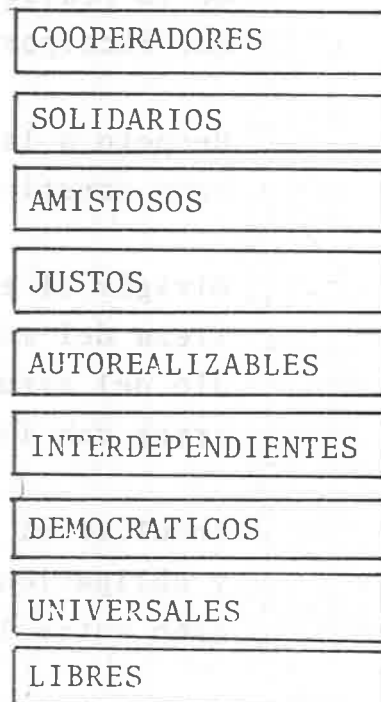 COOPERADORES
SOLIDARIOS
AMISTOSOS
JUSTOS
AUTOREALIZABLES
INTERDEPENDIENTES
DEMOCRATICOS
UNIVERSALES
LIBRES